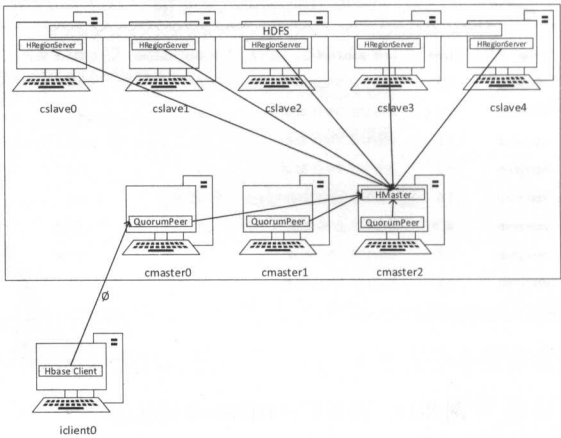 HDFS
HRegionServer HRegionServer HRegionServer HRegionServer HRegionServer
cslave0 cslave1 cslave2 cslave3 cslave4
HMaster
QuorumPeer QuorumPeer QuorumPeer
cmaster0 cmaster1 cmaster2
Ø
Hbase Client
iclient0